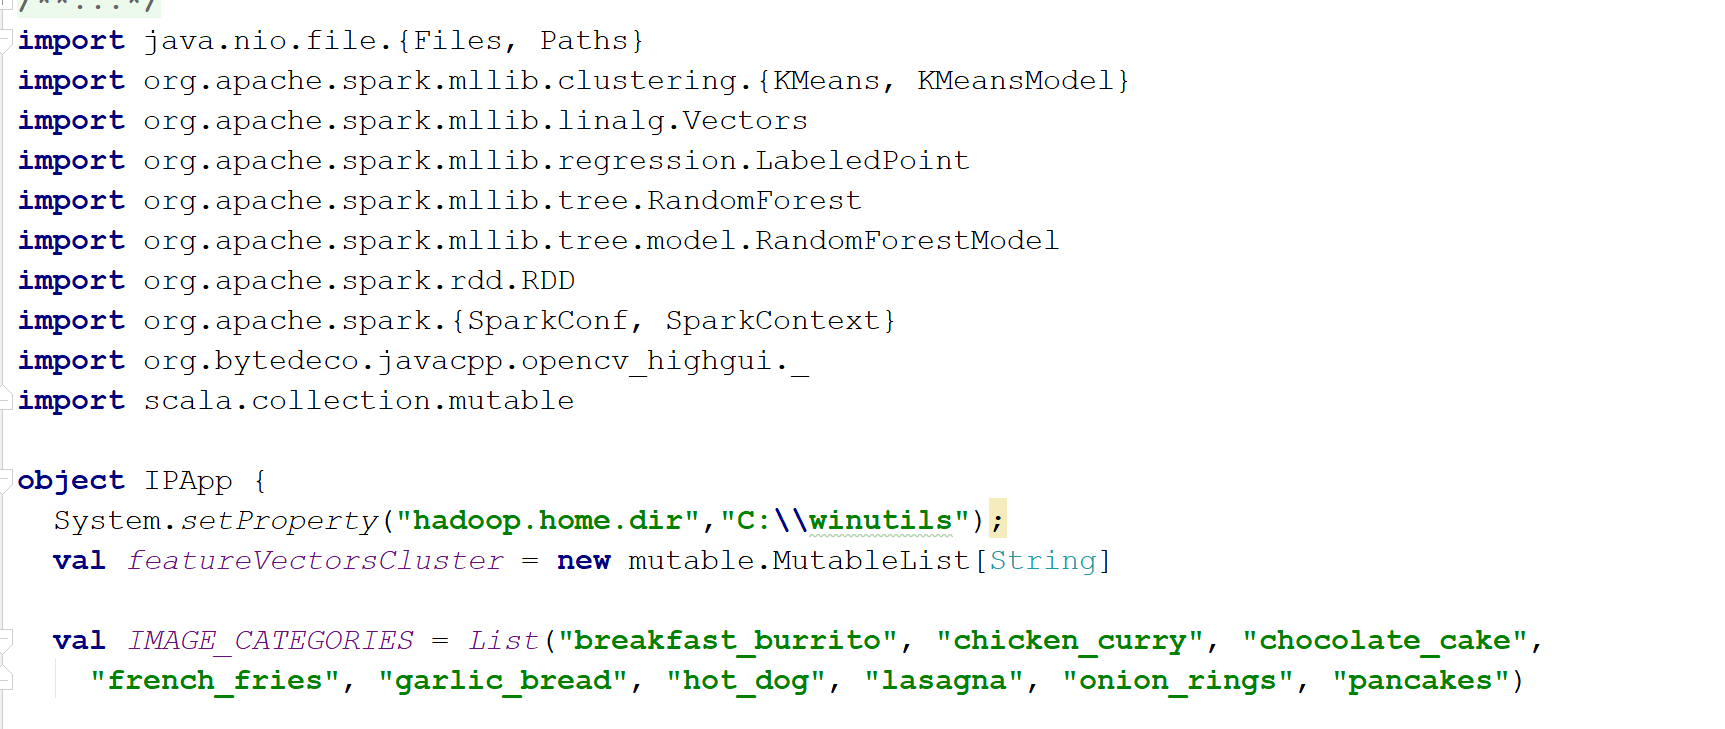 /**...*/
import java.nio.file.{Files, Paths}
import org.apache.spark.mllib.clustering.{KMeans, KMeansModel}
import org.apache.spark.mllib.linalg.Vectors
import org.apache.spark.mllib.regression.LabeledPoint
import org.apache.spark.mllib.tree.RandomForest
import org.apache.spark.mllib.tree.model.RandomForestModel
import org.apache.spark.rdd.RDD
import org.apache.spark.{SparkConf, SparkContext}
import org.bytedeco.javacpp.opencv_highgui._
import scala.collection.mutable
object IPApp {
System.setProperty("hadoop.home.dir","C:\\winutils");
val featureVectorsCluster = new mutable.MutableList[String]
val IMAGE_CATEGORIES = List("breakfast_burrito", "chicken_curry", "chocolate_cake",
"french_fries", "garlic_bread", "hot_dog", "lasagna", "onion_rings", "pancakes")